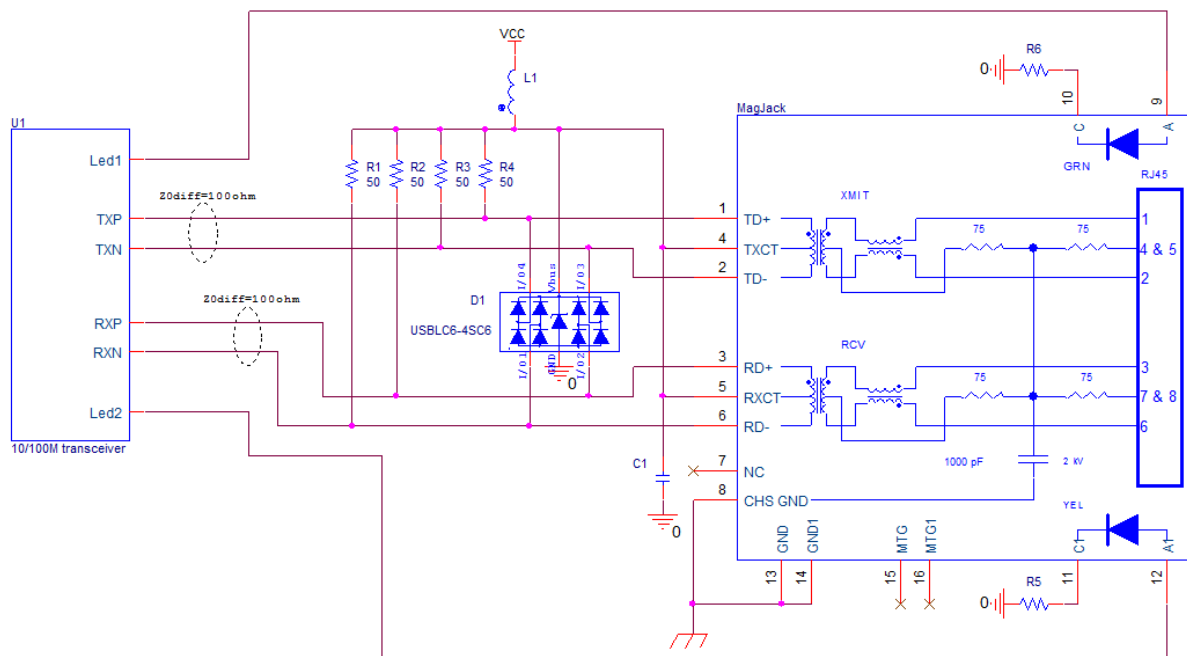 VCC
L1
R6
0
10
9
MagJack
C
A
GRN
RJ45
U1
Led1
R1
50
R2
50
R3
50
R4
50
Z0diff=100ohm
TXP
TXN
XMIT
1
TD+
4
TXCT
2
TD-
75
75
1
4 & 5
2
I/O4
Vbus
I/O3
D1
USBLC6-4SC6
I/O1
GND
I/O2
0
Z0diff=100ohm
RXP
RXN
RCV
3
RD+
5
RXCT
6
RD-
75
75
3
7 & 8
6
Led2
10/100M transceiver
C1
0
7
NC
8
CHS GND
1000 pF
2 kV
YEL
GND
GND1
MTG
MTG1
C1
A1
13
14
15
16
11
12
R5
0